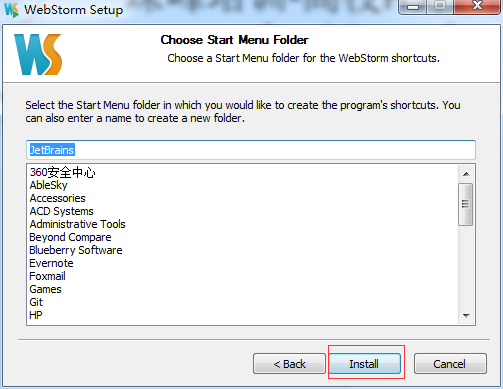 WebStorm Setup
WS
Choose Start Menu Folder
Choose a Start Menu folder for the WebStorm shortcuts.
Select the Start Menu folder in which you would like to create the program's shortcuts. You
can also enter a name to create a new folder.
JetBrains
360安全中心
AbleSky
Accessories
ACD Systems
Administrative Tools
Beyond Compare
Blueberry Software
Evernote
Foxmail
Games
Git
HP
< Back
Install
Cancel